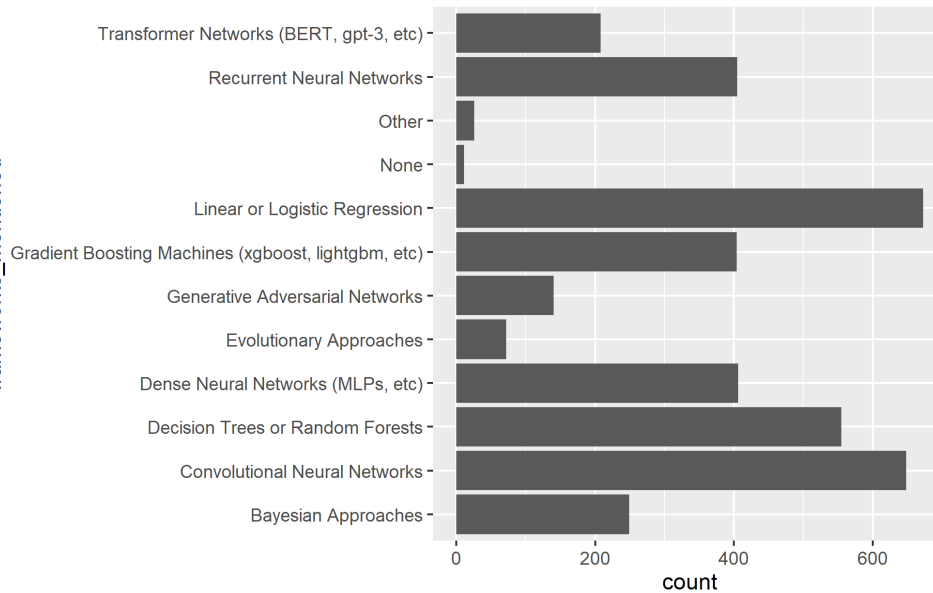 Transformer Networks (BERT, gpt-3, etc)
Recurrent Neural Networks
Other
None
Linear or Logistic Regression
Gradient Boosting Machines (xgboost, lightgbm, etc)
Generative Adversarial Networks
Evolutionary Approaches
Dense Neural Networks (MLPs, etc)
Decision Trees or Random Forests
Convolutional Neural Networks
Bayesian Approaches
0 200 400 600
count